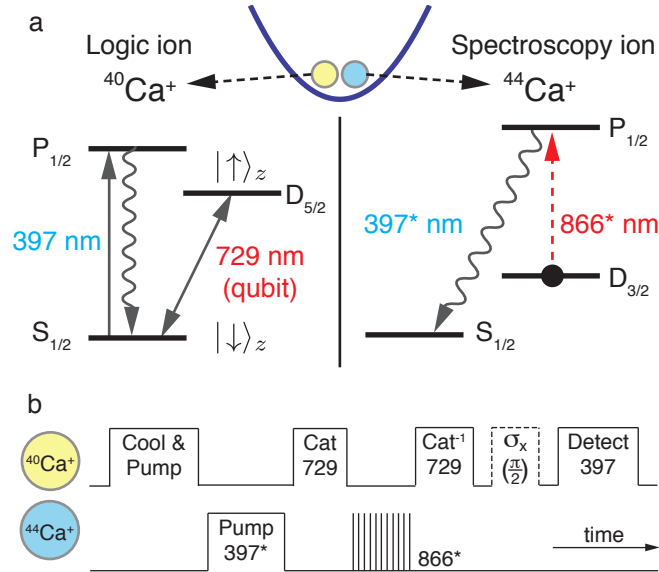 a
Logic ion
⁴⁰Ca⁺
Spectroscopy ion
⁴⁴Ca⁺
P₁/₂
|↑⟩z
D₅/₂
397 nm
729 nm
(qubit)
S₁/₂
|↓⟩z
P₁/₂
397* nm
866* nm
D₃/₂
S₁/₂
b
⁴⁰Ca⁺
Cool &
Pump
Cat
729
Cat⁻¹
729
σₓ
(π/2)
Detect
397
⁴⁴Ca⁺
Pump
397*
866*
time